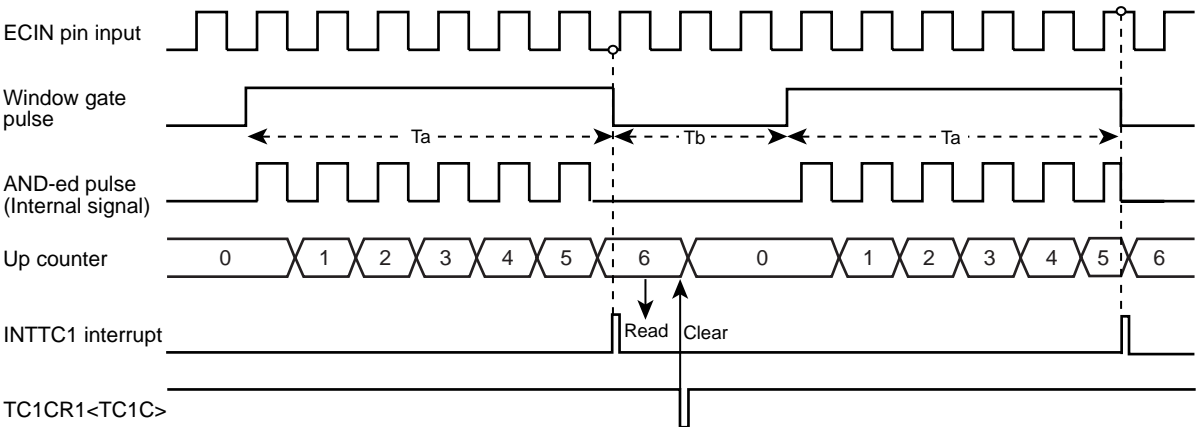 ECIN pin input
Window gate
pulse
Ta
Tb
Ta
AND-ed pulse
(Internal signal)
Up counter
0
1
2
3
4
5
6
0
1
2
3
4
5
6
INTTC1 interrupt
Read
Clear
TC1CR1<TC1C>